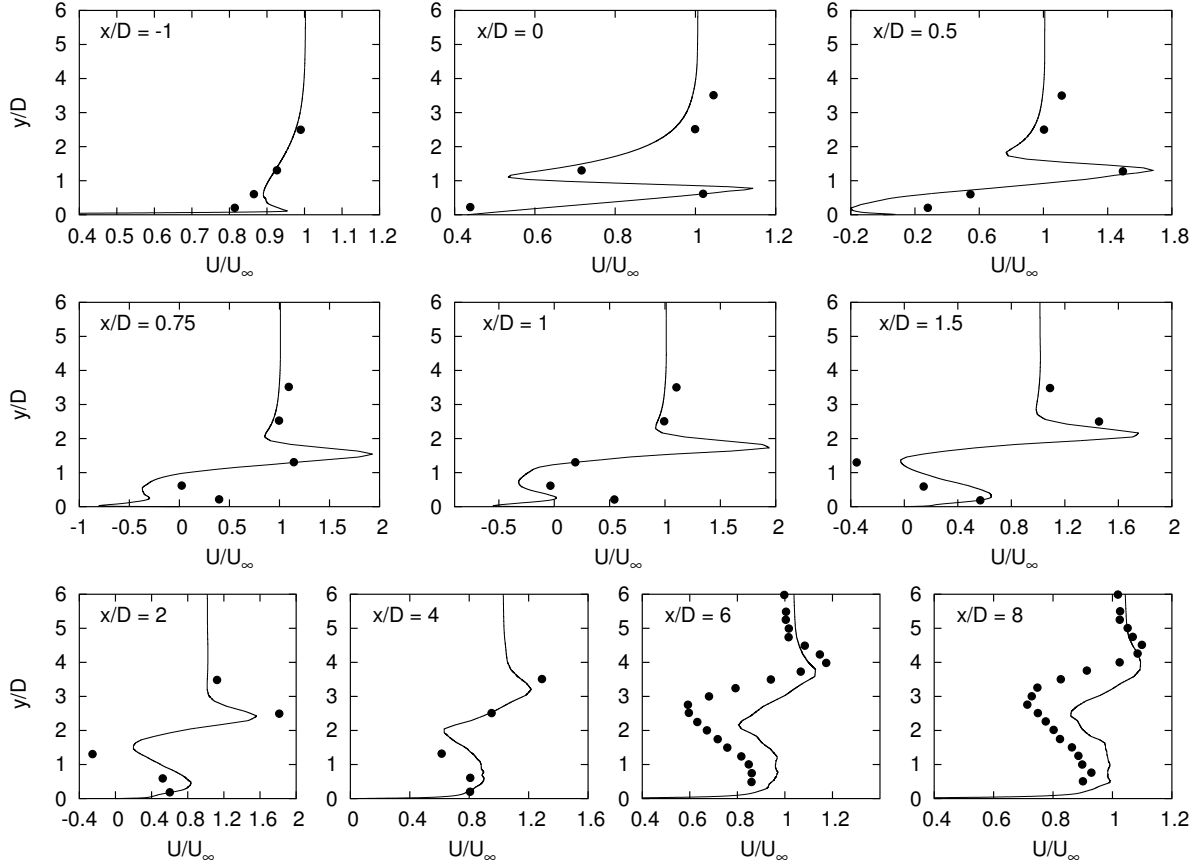 x/D = -1
y/D
0 1 2 3 4 5 6
0.4 0.5 0.6 0.7 0.8 0.9 1 1.1 1.2
U/U∞
x/D = 0
0 1 2 3 4 5 6
0.4 0.6 0.8 1 1.2
U/U∞
x/D = 0.5
0 1 2 3 4 5 6
-0.2 0.2 0.6 1 1.4 1.8
U/U∞
x/D = 0.75
y/D
0 1 2 3 4 5 6
-1 -0.5 0 0.5 1 1.5 2
U/U∞
x/D = 1
0 1 2 3 4 5 6
-0.5 0 0.5 1 1.5 2
U/U∞
x/D = 1.5
0 1 2 3 4 5 6
-0.4 0 0.4 0.8 1.2 1.6 2
U/U∞
x/D = 2
y/D
0 1 2 3 4 5 6
-0.4 0 0.4 0.8 1.2 1.6 2
U/U∞
x/D = 4
0 1 2 3 4 5 6
0 0.4 0.8 1.2 1.6
U/U∞
x/D = 6
0 1 2 3 4 5 6
0.4 0.6 0.8 1 1.2
U/U∞
x/D = 8
0 1 2 3 4 5 6
0.4 0.6 0.8 1 1.2
U/U∞